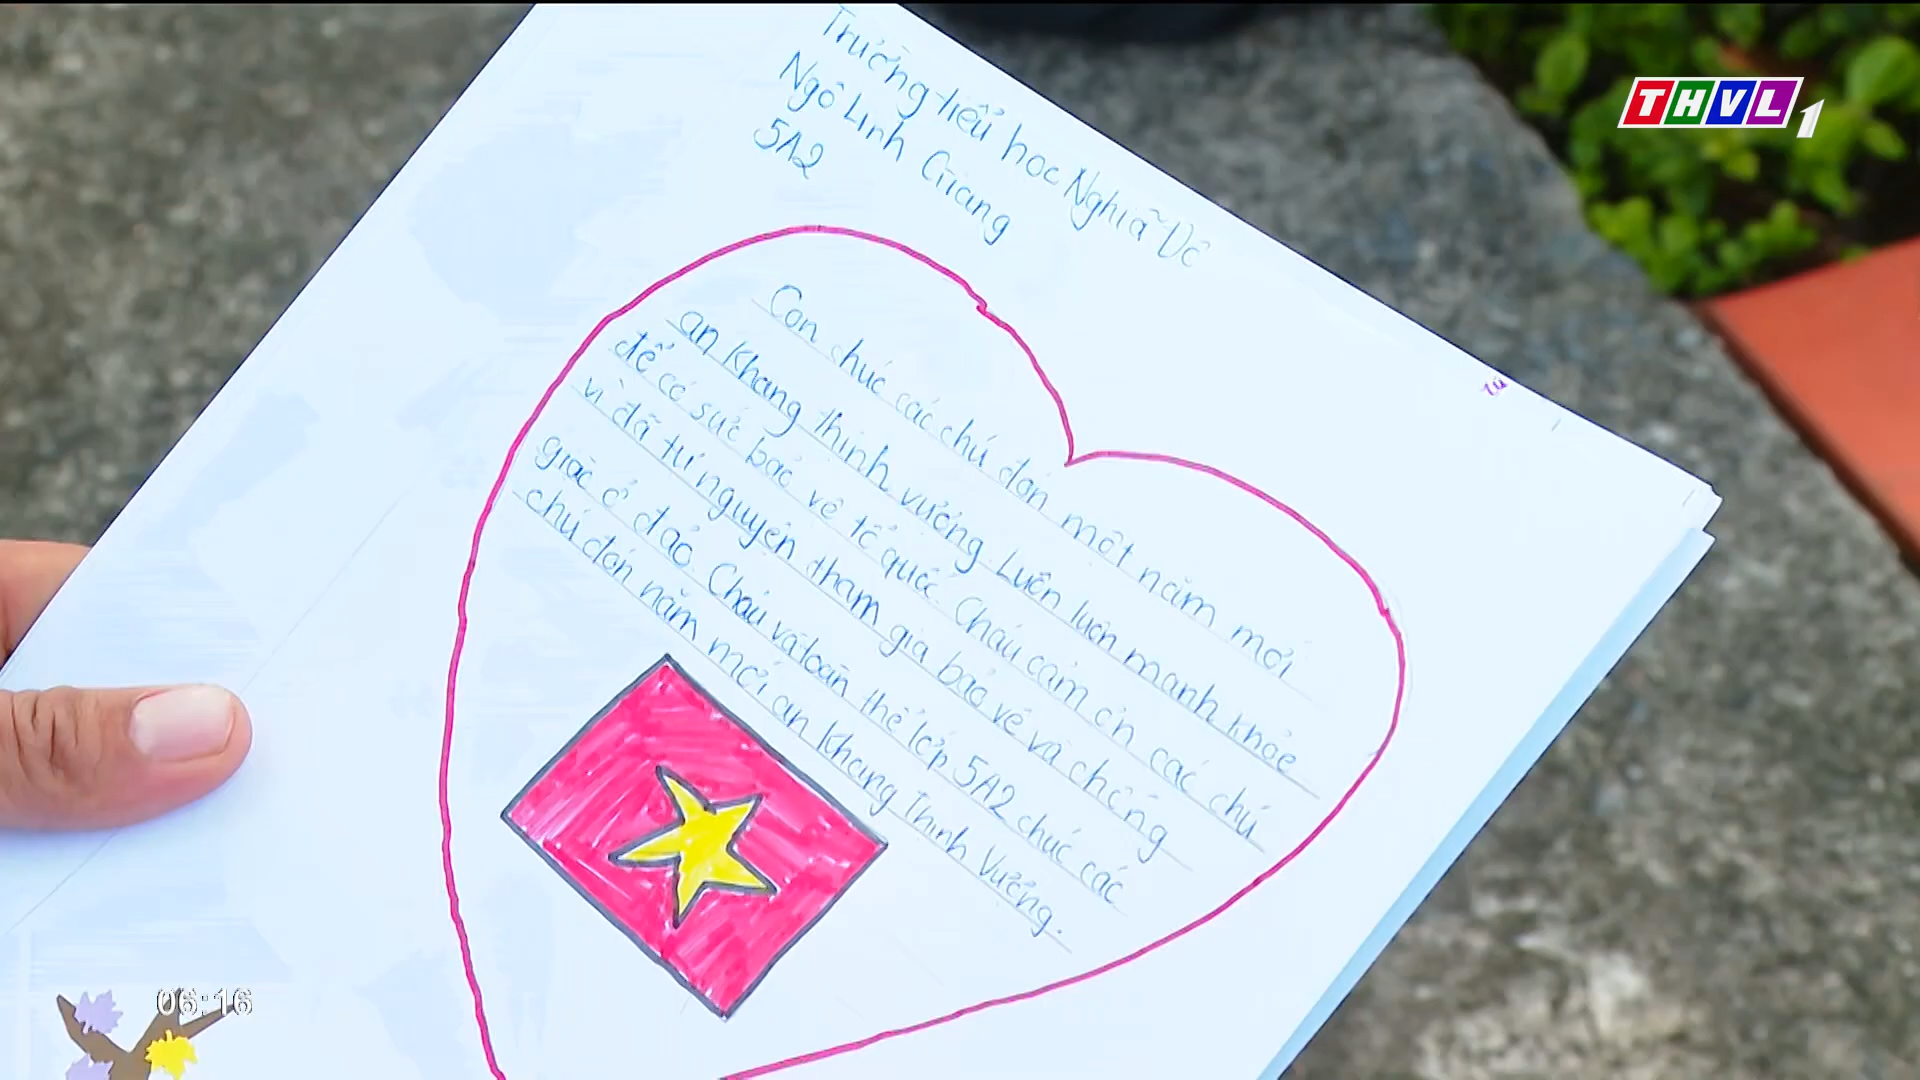 THVL1
Trường tiểu học Nghĩa Đô
Ngô Linh Giang
5A2
Con chúc các chú đón một năm mới
an khang thịnh vượng. Luôn luôn mạnh khỏe
để có sức bảo vệ tổ quốc. Cháu cảm ơn các chú
vì đã tự nguyện tham gia bảo vệ và chống
giặc ở đảo. Cháu và toàn thể lớp 5A2 chúc các
chú đón năm mới an khang Thịnh Vượng.
Tú
06:16